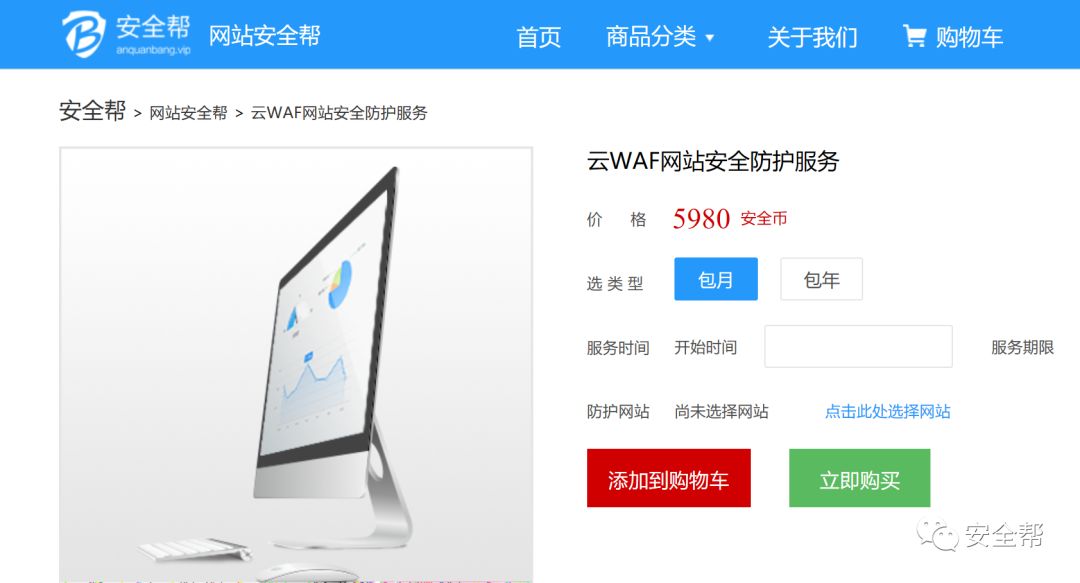 安全帮 网站安全帮 首页 商品分类 关于我们 购物车
anquanbang.vip
安全帮 > 网站安全帮 > 云WAF网站安全防护服务
云WAF网站安全防护服务
价 格 5980 安全币
选 类 型 包月 包年
服务时间 开始时间 服务期限
防护网站 尚未选择网站 点击此处选择网站
添加到购物车 立即购买
安全帮